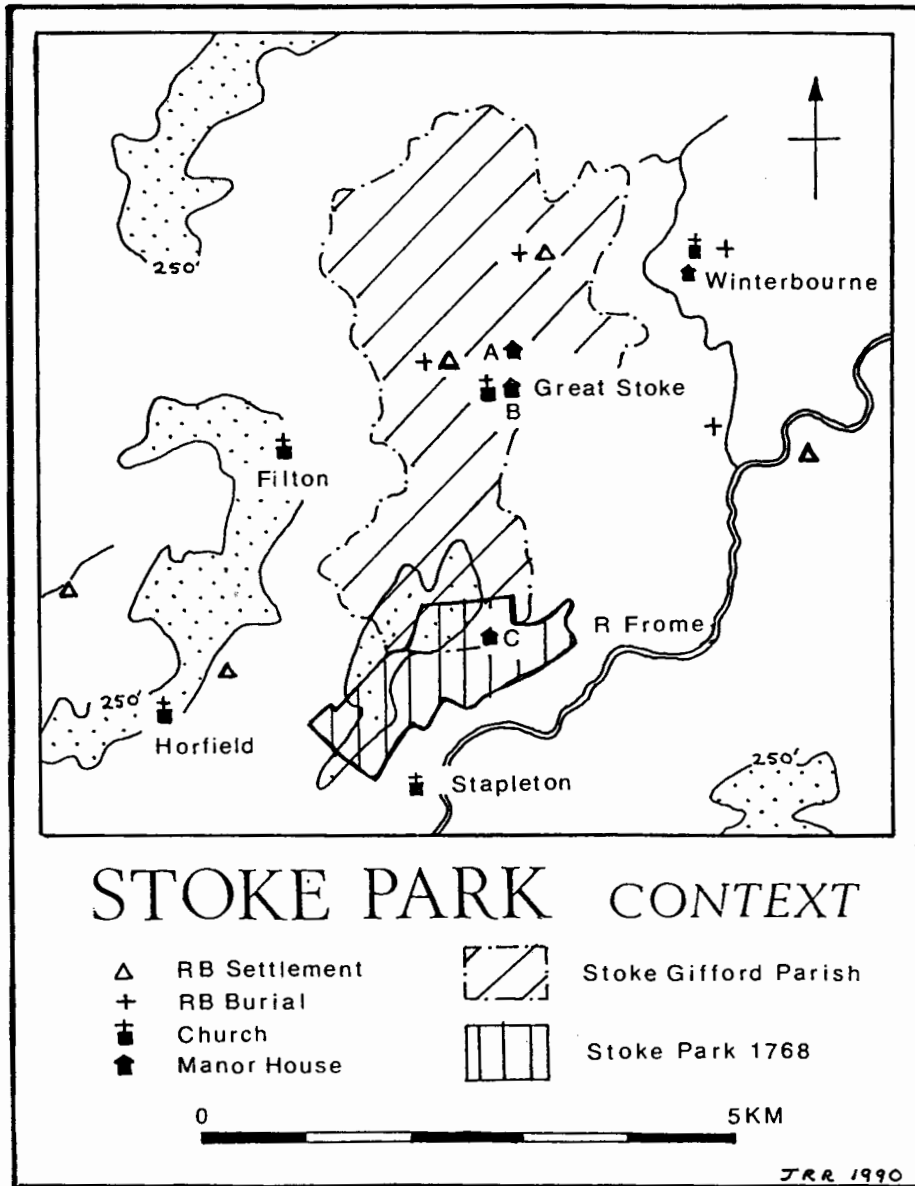 250'
Winterbourne
A
Great Stoke
B
Filton
R Frome
C
250'
Horfield
250'
Stapleton
STOKE PARK CONTEXT
RB Settlement
RB Burial
Church
Manor House
Stoke Gifford Parish
Stoke Park 1768
0 5KM
JRR 1990